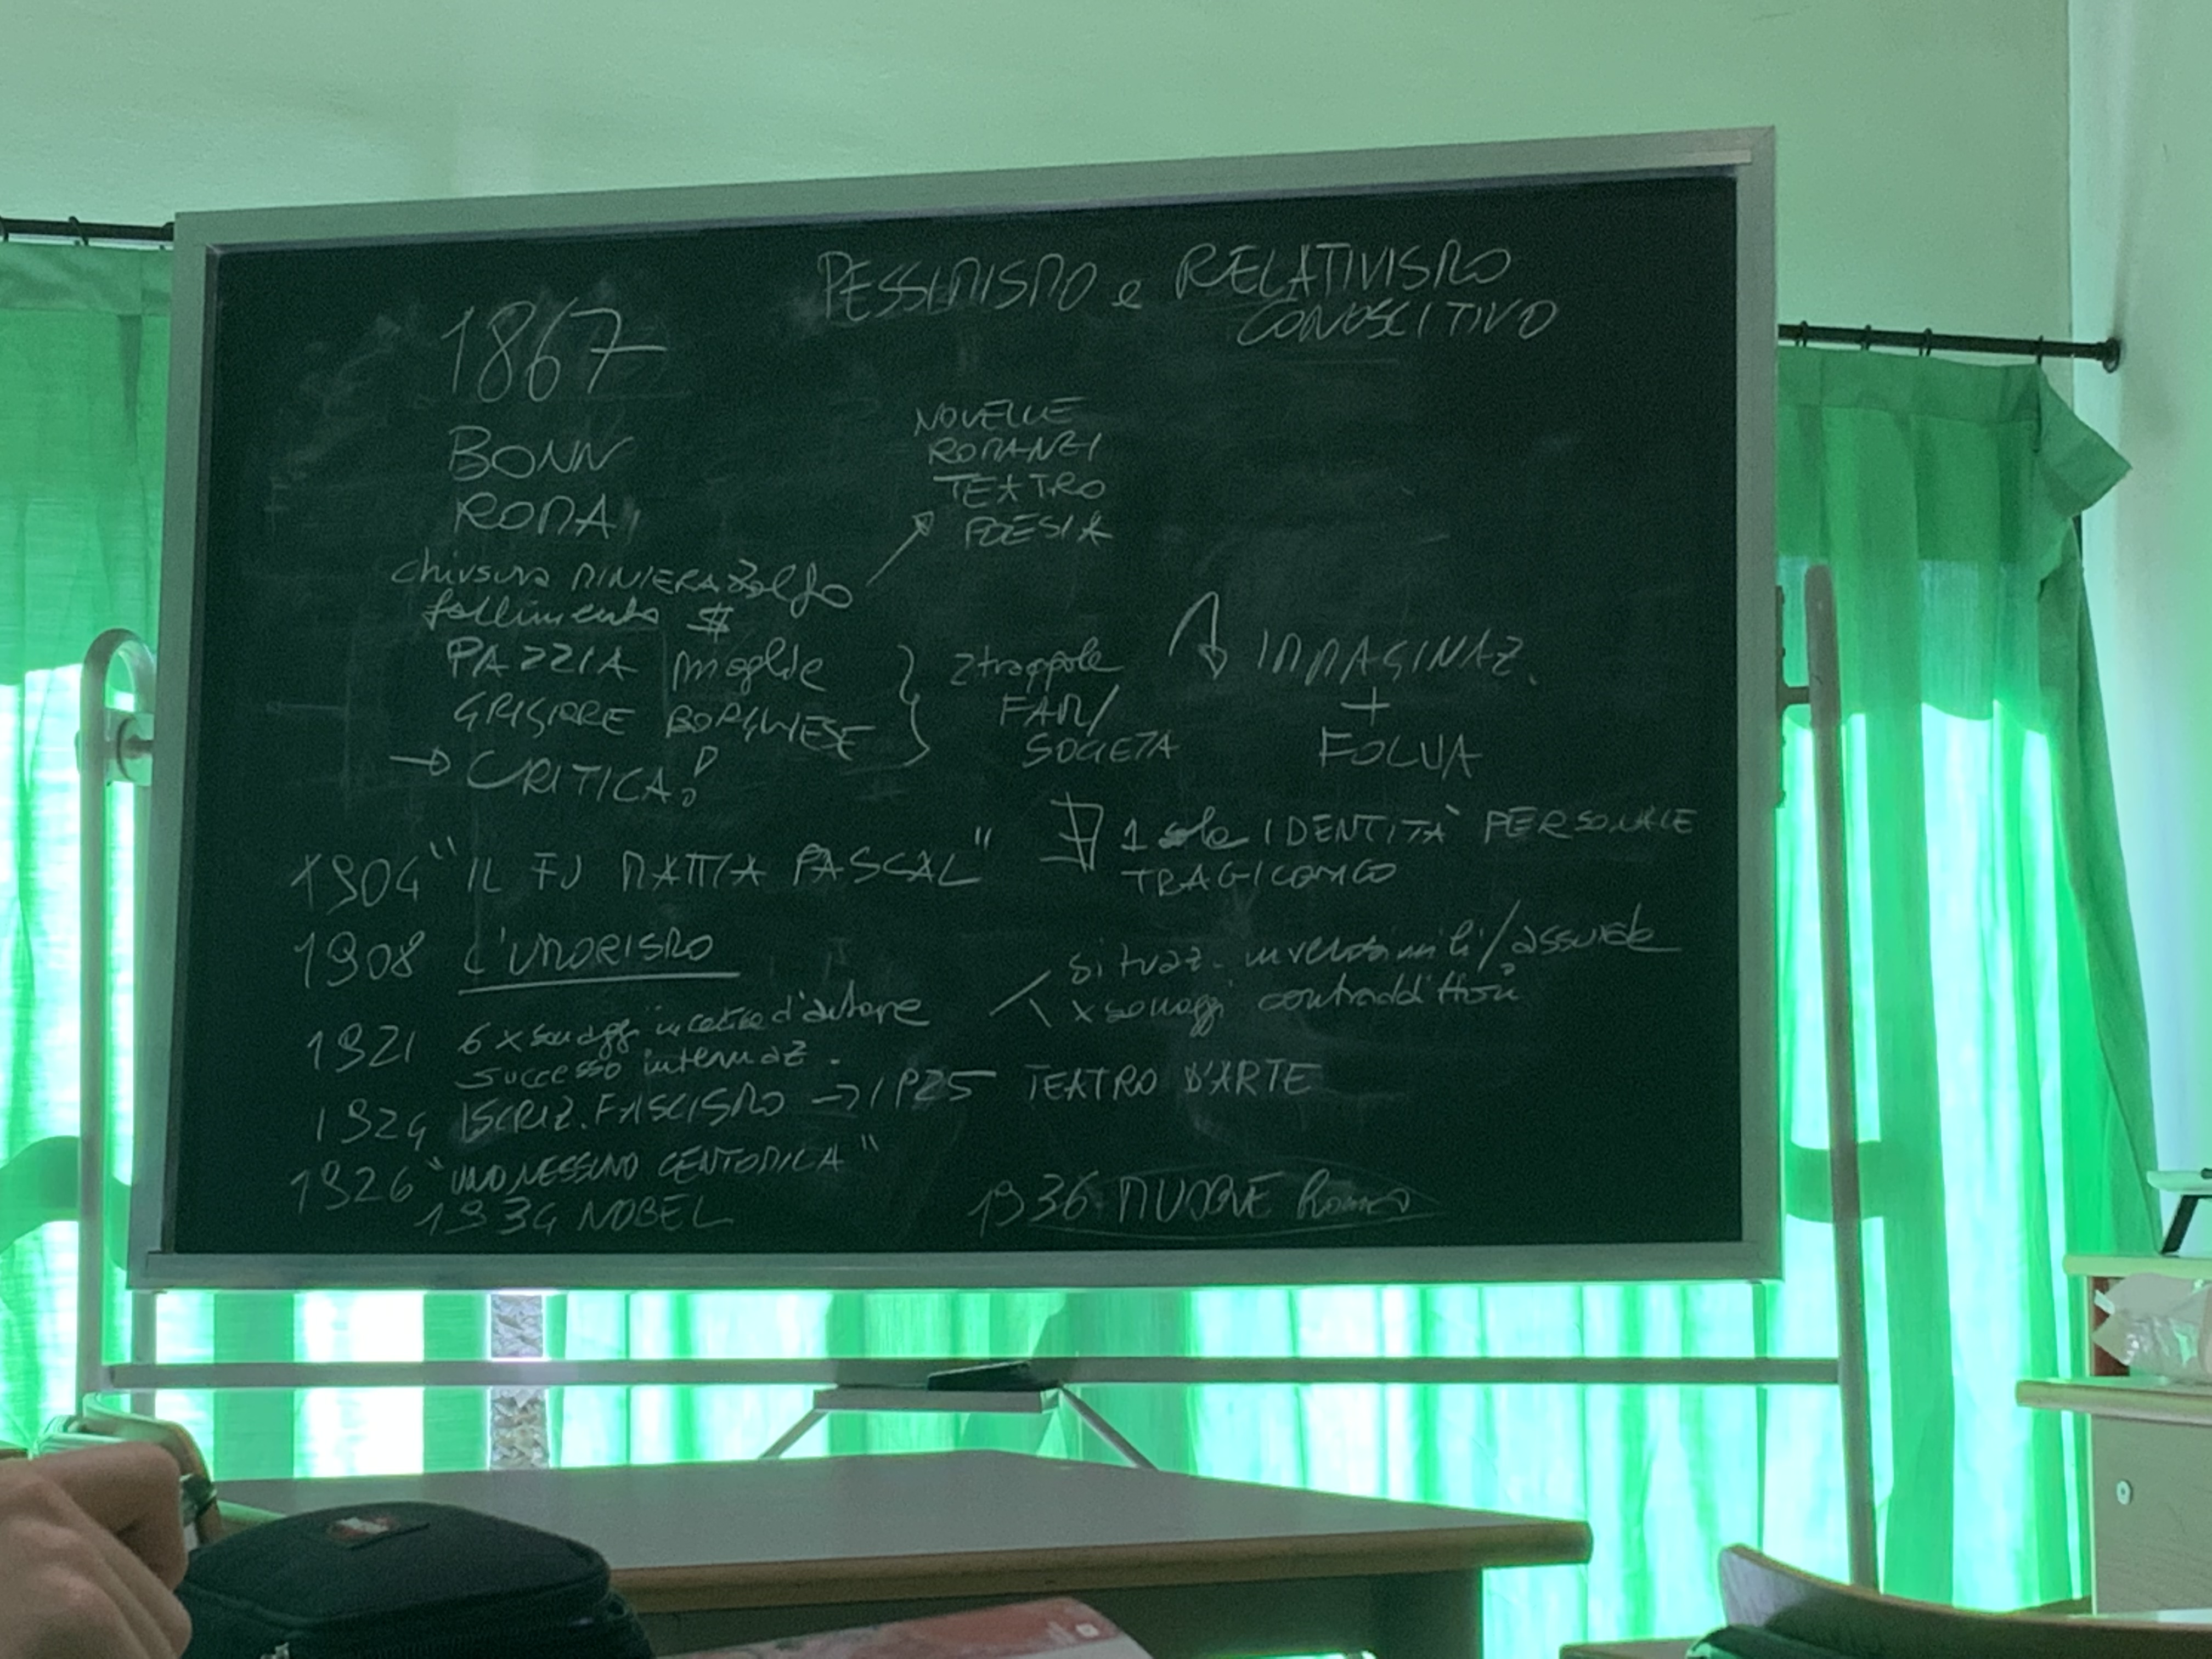 PESSIMISMO e RELATIVISMO
CONOSCITIVO
1867
BONN
ROMA
NOVELLE
ROMANZI
TEATRO
POESIA
chiusura MINIERA zolfo
fallimento $
PAZZIA moglie
GRIGIORE BORGHESE
→ CRITICA
2 trappole
FAM/
SOCIETÀ
IMMAGINAZ.
+
FOLLIA
1904 "IL FU MATTIA PASCAL"
∄ 1 sola IDENTITÀ PERSONALE
TRAGICOMICO
1908 L'UMORISMO
situaz. inverosimili/assurde
x sonaggi contraddittori
1921 6 x sonaggi in cerca d'autore
successo internaz.
1924 ISCRIZ. FASCISMO → 1925 TEATRO D'ARTE
1926 "UNO NESSUNO CENTOMILA"
1934 NOBEL
1936 MUORE Roma